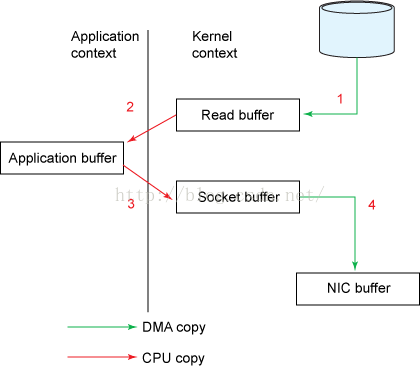 Application
context
Kernel
context
1
2
Read buffer
Application buffer
http://blog.csdn.net/
3
Socket buffer
4
NIC buffer
DMA copy
CPU copy